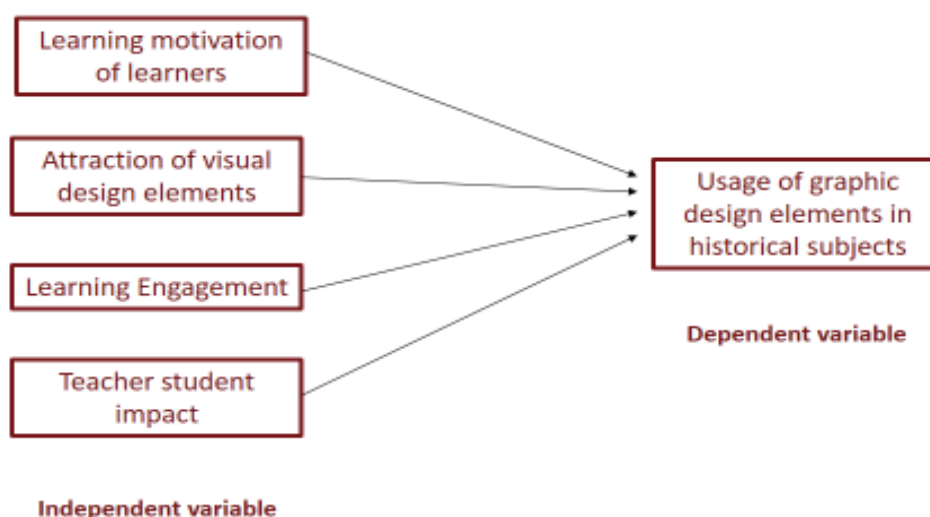 Learning motivation
of learners
Attraction of visual
design elements
Learning Engagement
Teacher student
impact
Independent variable
Usage of graphic
design elements in
historical subjects
Dependent variable